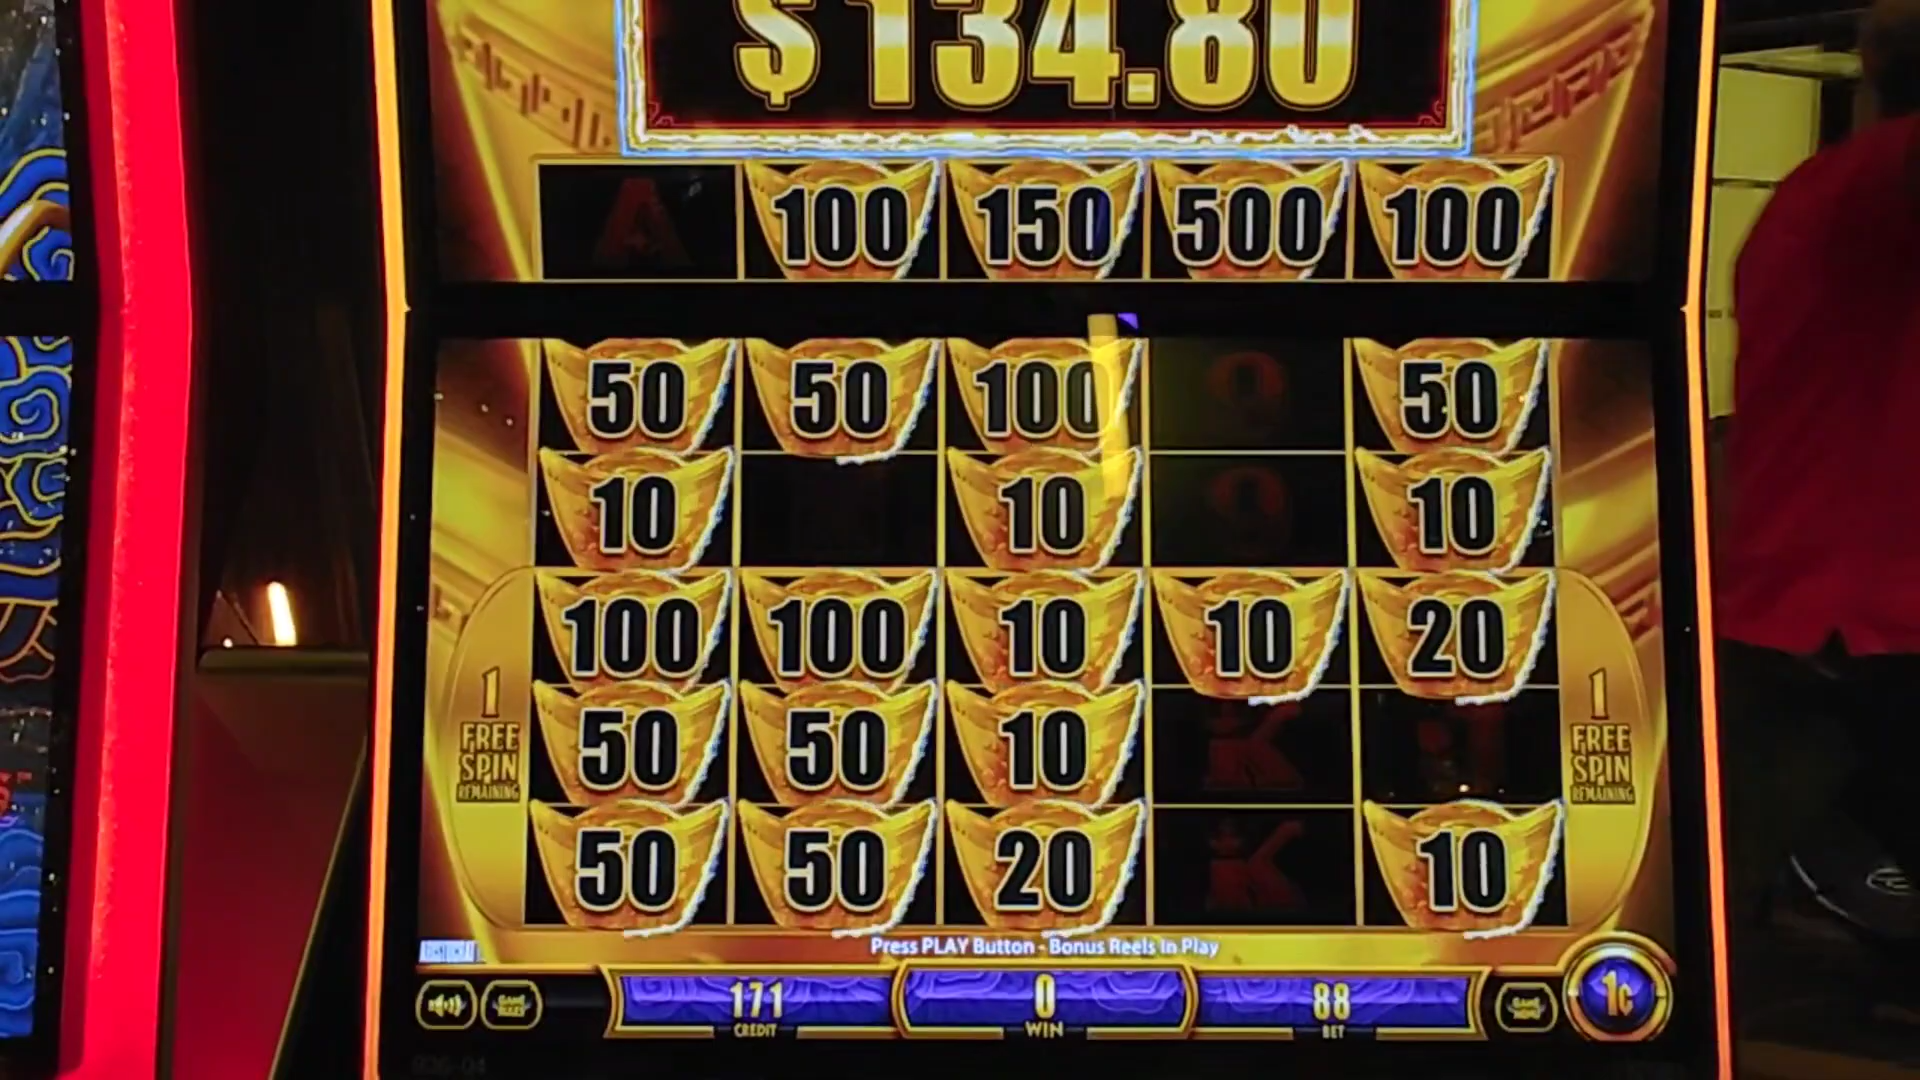 $134.80
A 100 150 500 100
50 50 100 Q 50
10 10 9 10
100 100 10 10 20
50 50 10 K J
50 50 20 K 10
1 FREE SPIN REMAINING
1 FREE SPIN REMAINING
Press PLAY Button - Bonus Reels In Play
ARISTOCRAT
171 0 88 1¢
CREDIT WIN BET